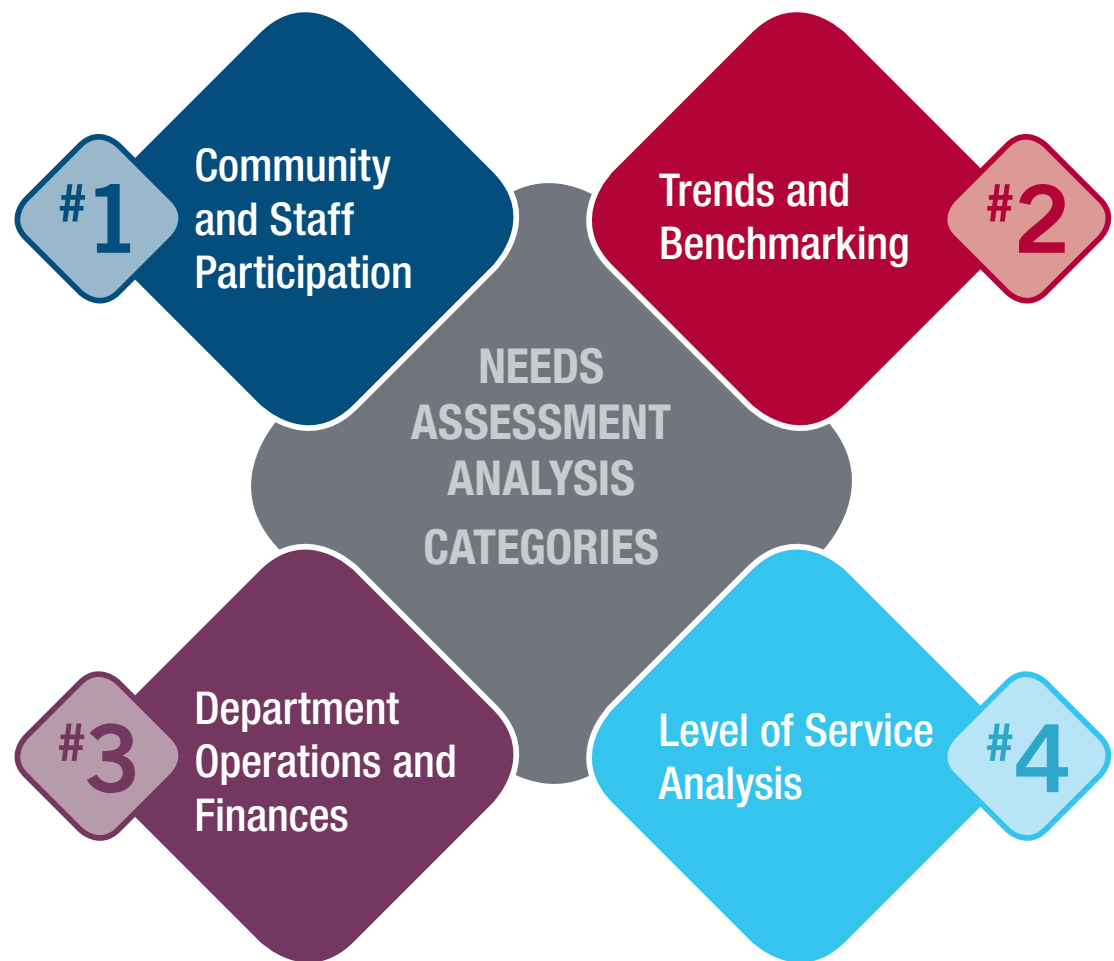 #1
Community
and Staff
Participation
Trends and
Benchmarking
#2
NEEDS
ASSESSMENT
ANALYSIS
CATEGORIES
#3
Department
Operations and
Finances
Level of Service
Analysis
#4